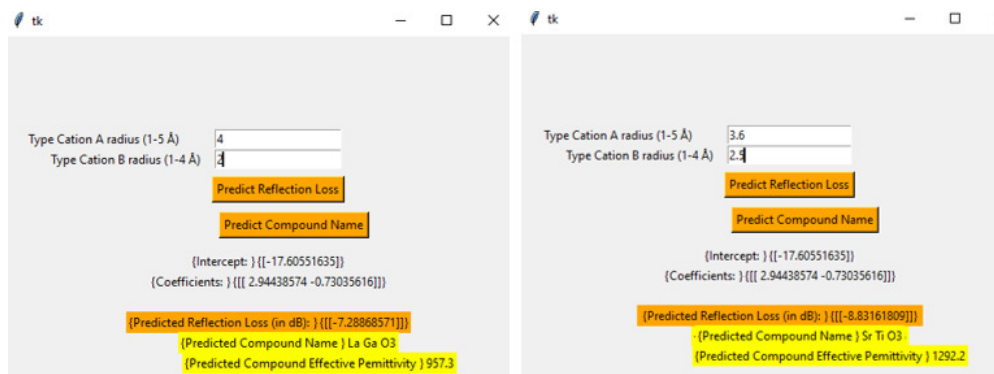 tk
Type Cation A radius (1-5 Å) 4
Type Cation B radius (1-4 Å) 2
Predict Reflection Loss
Predict Compound Name
{Intercept: } {[-17.60551635]}
{Coefficients: } {[[ 2.94438574 -0.73035616]]}
{Predicted Reflection Loss (in dB): } {[[-7.28868571]]}
{Predicted Compound Name } La Ga O3
{Predicted Compound Effective Pemittivity } 957.3
tk
Type Cation A radius (1-5 Å) 3.6
Type Cation B radius (1-4 Å) 2.5
Predict Reflection Loss
Predict Compound Name
{Intercept: } {[-17.60551635]}
{Coefficients: } {[[ 2.94438574 -0.73035616]]}
{Predicted Reflection Loss (in dB): } {[[-8.83161809]]}
{Predicted Compound Name } Sr Ti O3
{Predicted Compound Effective Pemittivity } 1292.2